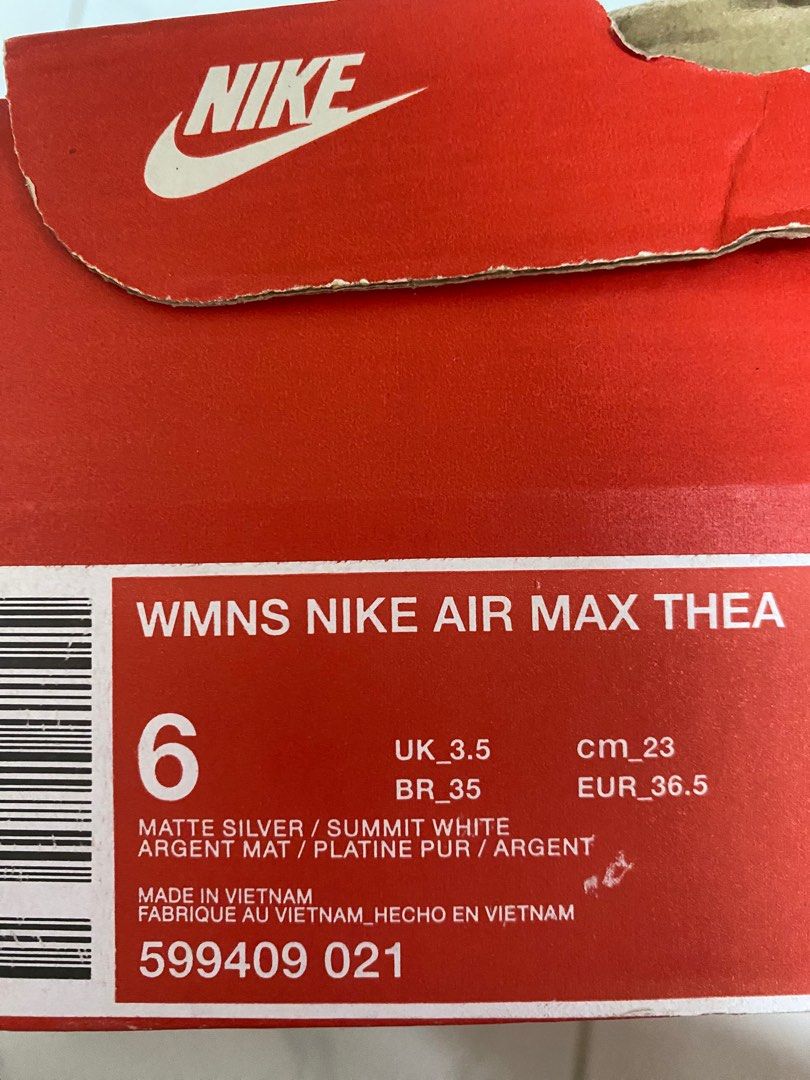 NIKE
WMNS NIKE AIR MAX THEA
6
UK_3.5 cm_23
BR_35 EUR_36.5
MATTE SILVER / SUMMIT WHITE
ARGENT MAT / PLATINE PUR / ARGENT
MADE IN VIETNAM
FABRIQUE AU VIETNAM_HECHO EN VIETNAM
599409 021